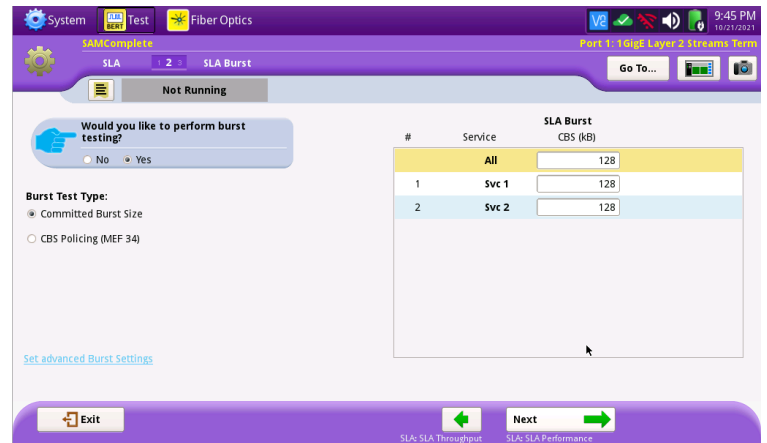 System Test Fiber Optics 9:45 PM
BERT 10/21/2021
SAMComplete Port 1: 1GigE Layer 2 Streams Term
SLA 1 2 3 SLA Burst
Go To...
Not Running
Would you like to perform burst
testing?
No Yes
Burst Test Type:
Committed Burst Size
CBS Policing (MEF 34)
Set advanced Burst Settings
SLA Burst
# Service CBS (kB)
All 128
1 Svc 1 128
2 Svc 2 128
Exit
Next
SLA: SLA Throughput SLA: SLA Performance